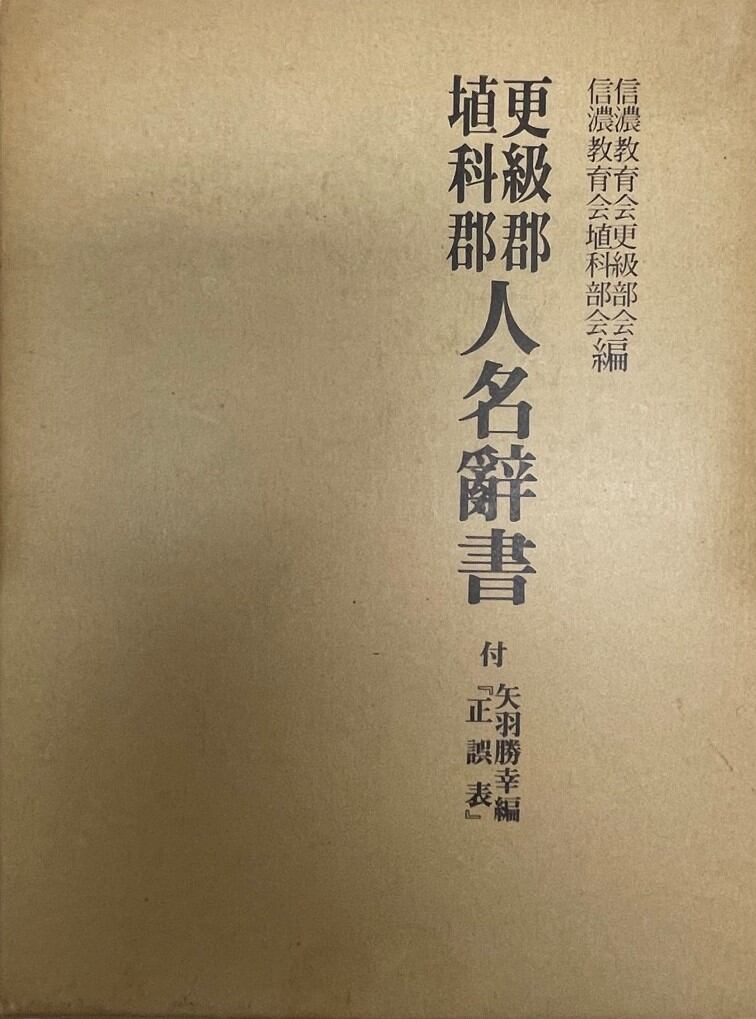 信濃教育会更級部会
信濃教育会埴科部会編
更級郡
埴科郡
人名辭書
付
矢羽勝幸編
『正誤表』